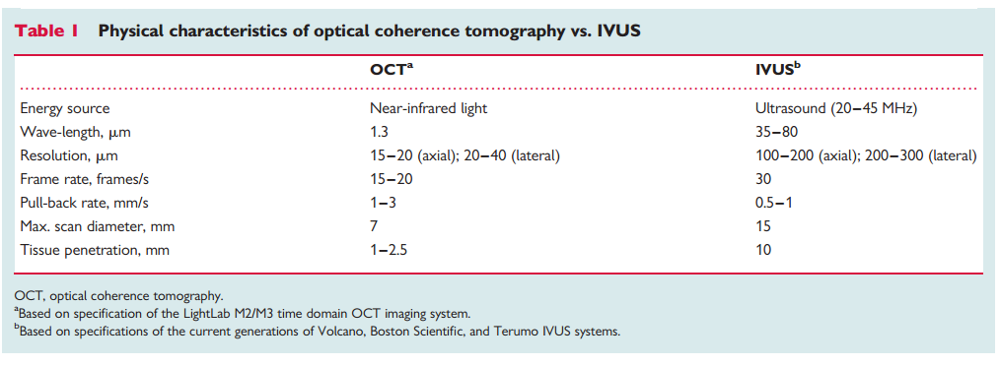 Table 1 Physical characteristics of optical coherence tomography vs. IVUS
OCTa IVUSb
Energy source Near-infrared light Ultrasound (20–45 MHz)
Wave-length, μm 1.3 35–80
Resolution, μm 15–20 (axial); 20–40 (lateral) 100–200 (axial); 200–300 (lateral)
Frame rate, frames/s 15–20 30
Pull-back rate, mm/s 1–3 0.5–1
Max. scan diameter, mm 7 15
Tissue penetration, mm 1–2.5 10
OCT, optical coherence tomography.
aBased on specification of the LightLab M2/M3 time domain OCT imaging system.
bBased on specifications of the current generations of Volcano, Boston Scientific, and Terumo IVUS systems.